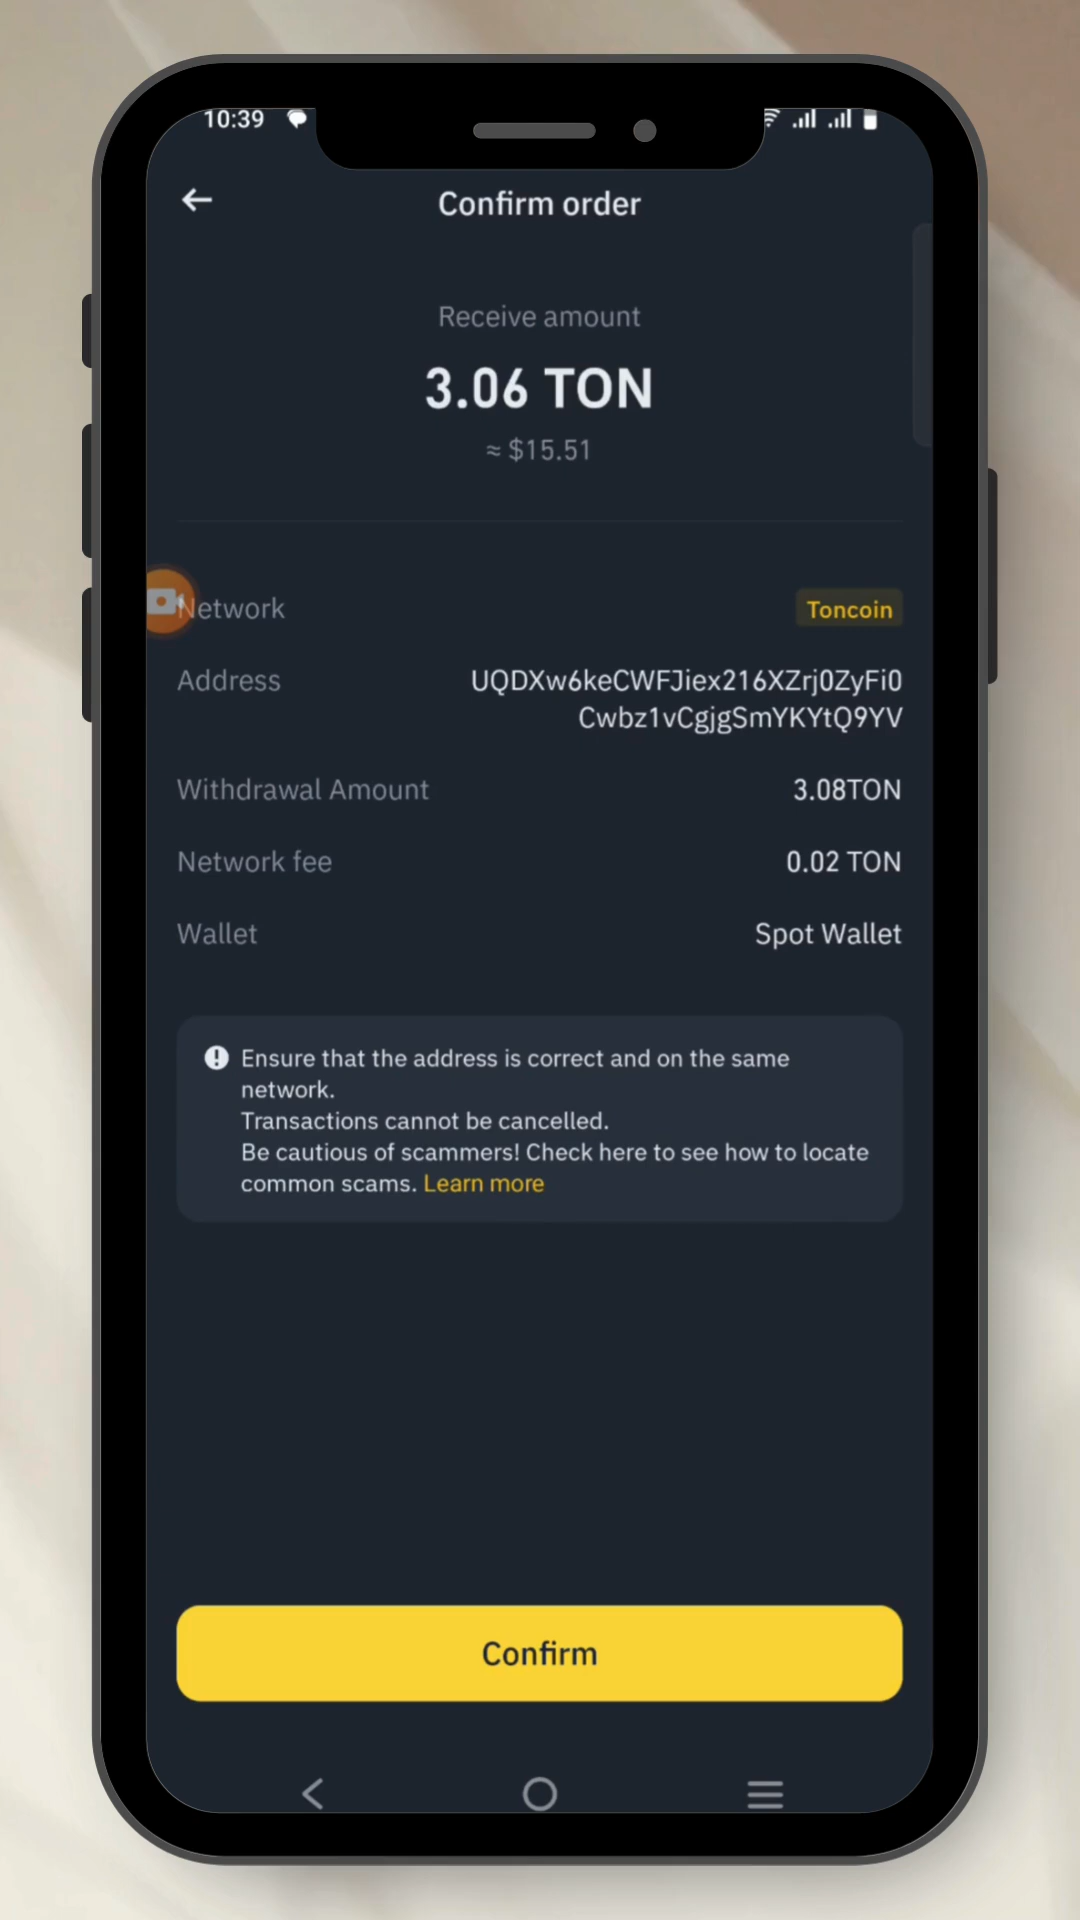 10:39
Confirm order
Receive amount
3.06 TON
≈ $15.51
Network Toncoin
Address UQDXw6keCWFJiex216XZrj0ZyFi0
Cwbz1vCgjgSmYKYtQ9YV
Withdrawal Amount 3.08TON
Network fee 0.02 TON
Wallet Spot Wallet
Ensure that the address is correct and on the same
network.
Transactions cannot be cancelled.
Be cautious of scammers! Check here to see how to locate
common scams. Learn more
Confirm